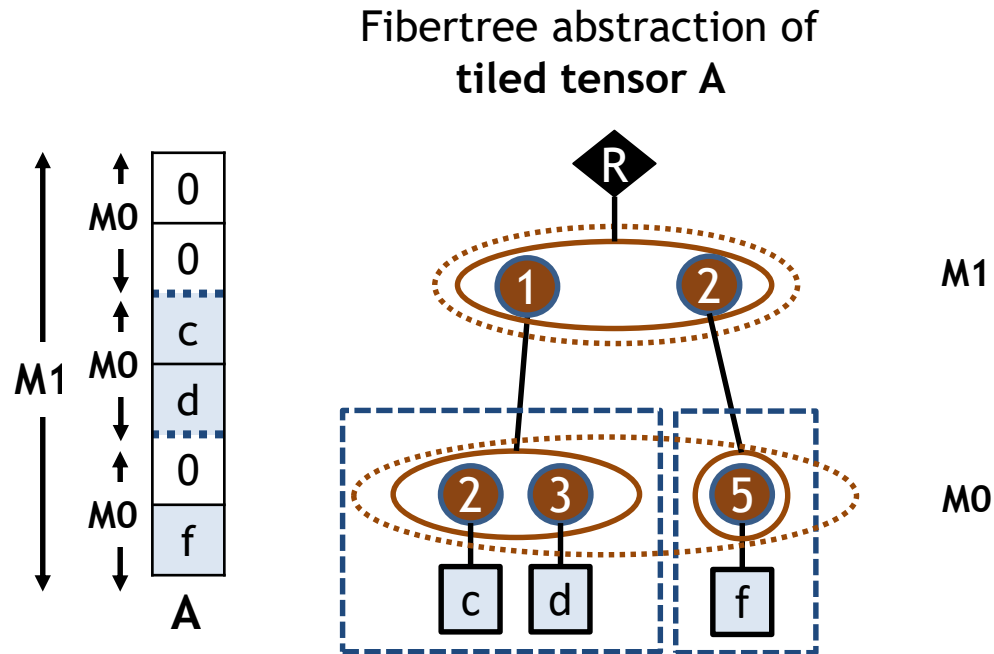 Fibertree abstraction of
tiled tensor A
R
M1
M0
M0
M0
0
0
c
d
0
f
A
1
2
M1
2
3
5
M0
c
d
f